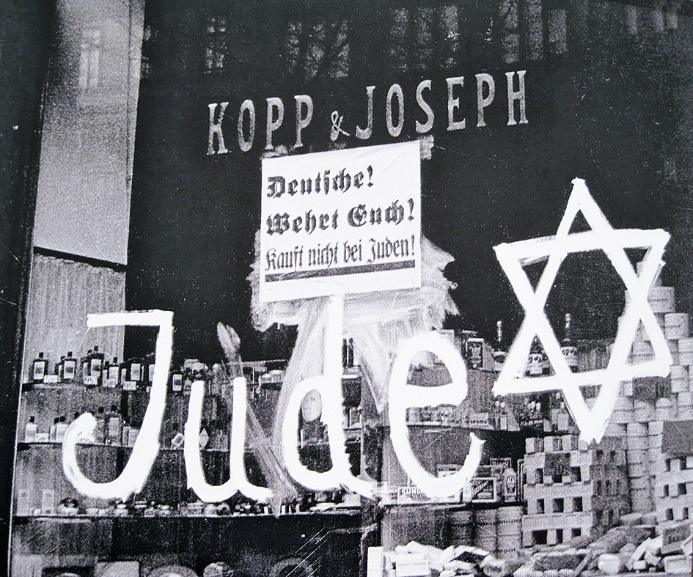 KOPP & JOSEPH
Deutsche!
Wehrt Euch!
Kauft nicht bei Juden!
Jude